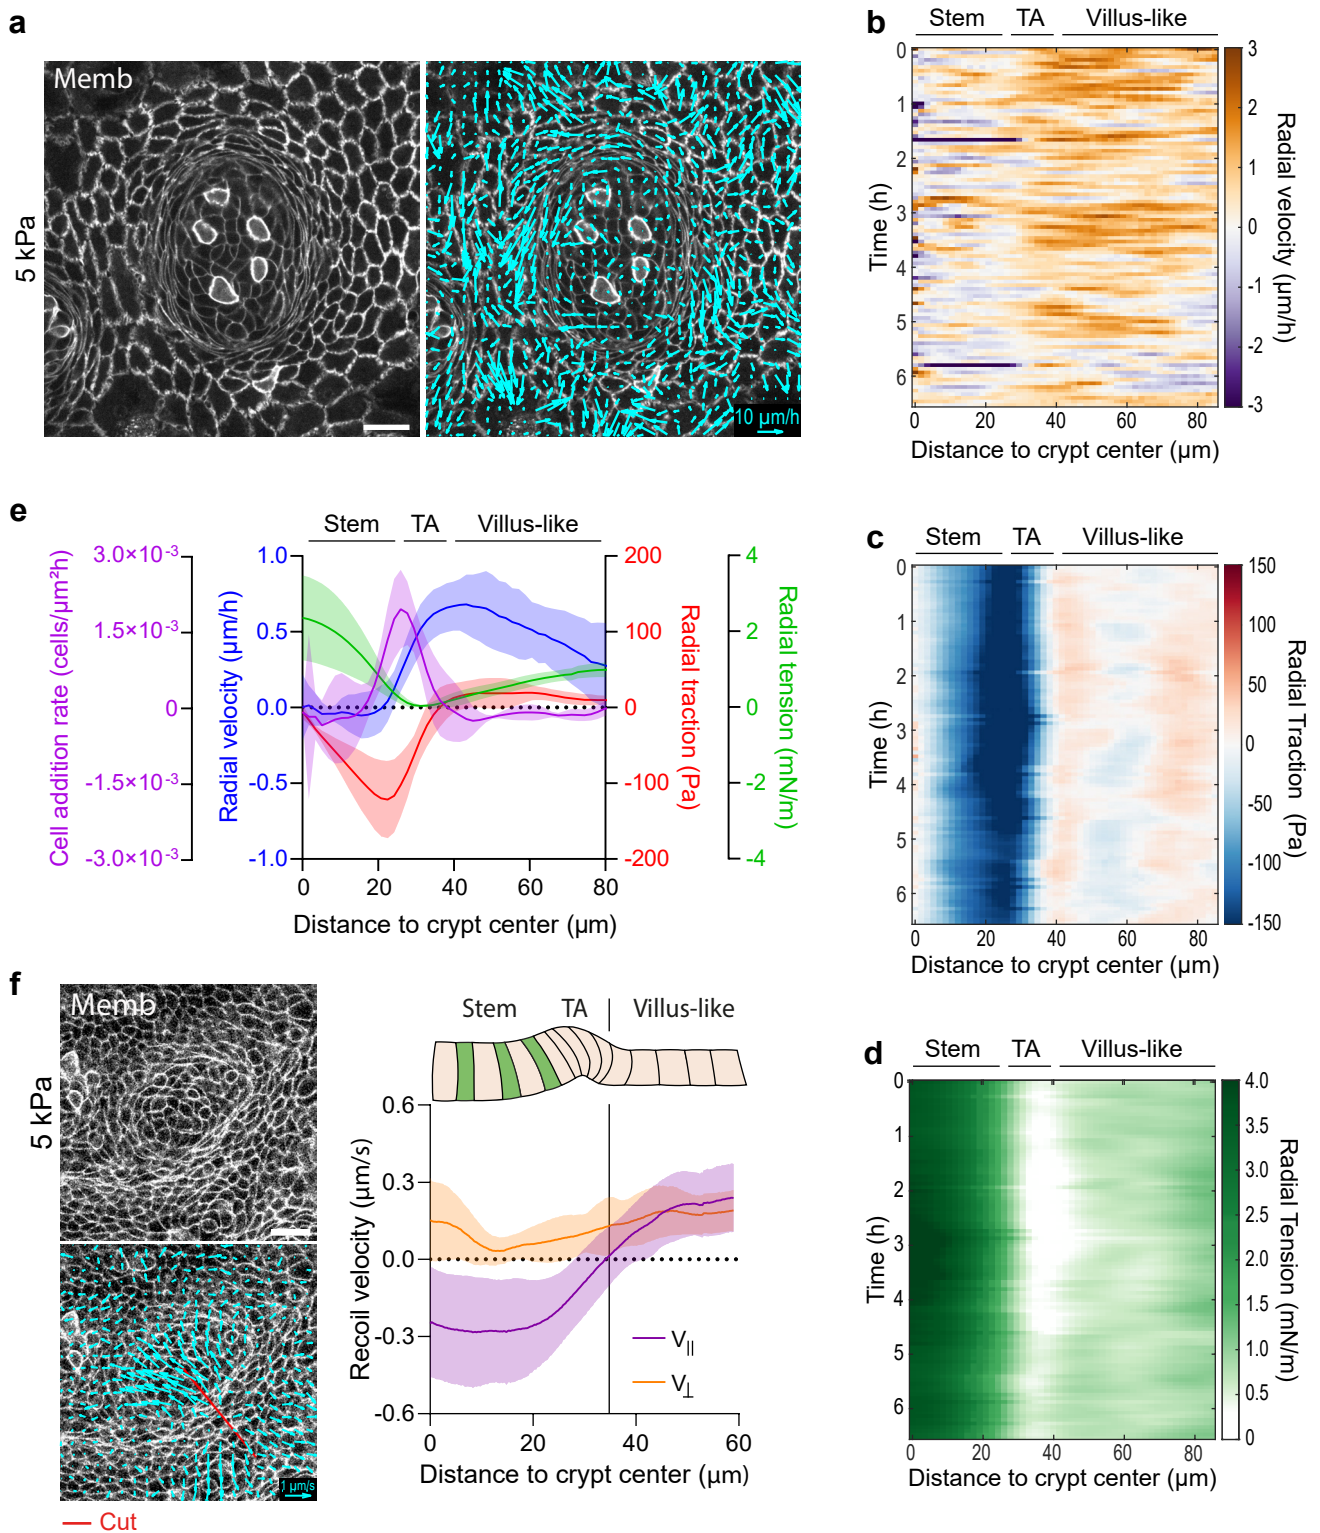 a
Memb
5 kPa
10 µm/h
b
Stem TA Villus-like
0
1
2
3
4
5
6
Time (h)
0 20 40 60 80
Distance to crypt center (µm)
3
2
1
0
-1
-2
-3
Radial velocity (µm/h)
e
Stem TA Villus-like
Cell addition rate (cells/µm²h)
3.0×10⁻³
1.5×10⁻³
0
-1.5×10⁻³
-3.0×10⁻³
Radial velocity (µm/h)
1.0
0.5
0.0
-0.5
-1.0
200
100
0
-100
-200
Radial traction (Pa)
4
2
0
-2
-4
Radial tension (mN/m)
0 20 40 60 80
Distance to crypt center (µm)
c
Stem TA Villus-like
0
1
2
3
4
5
6
Time (h)
0 20 40 60 80
Distance to crypt center (µm)
150
100
50
0
-50
-100
-150
Radial Traction (Pa)
f
Memb
5 kPa
1 µm/s
Cut
Stem TA Villus-like
0.6
0.3
0.0
-0.3
-0.6
Recoil velocity (µm/s)
V||
V⊥
0 20 40 60
Distance to crypt center (µm)
d
Stem TA Villus-like
0
1
2
3
4
5
6
Time (h)
0 20 40 60 80
Distance to crypt center (µm)
4.0
3.5
3.0
2.5
2.0
1.5
1.0
0.5
0
Radial Tension (mN/m)